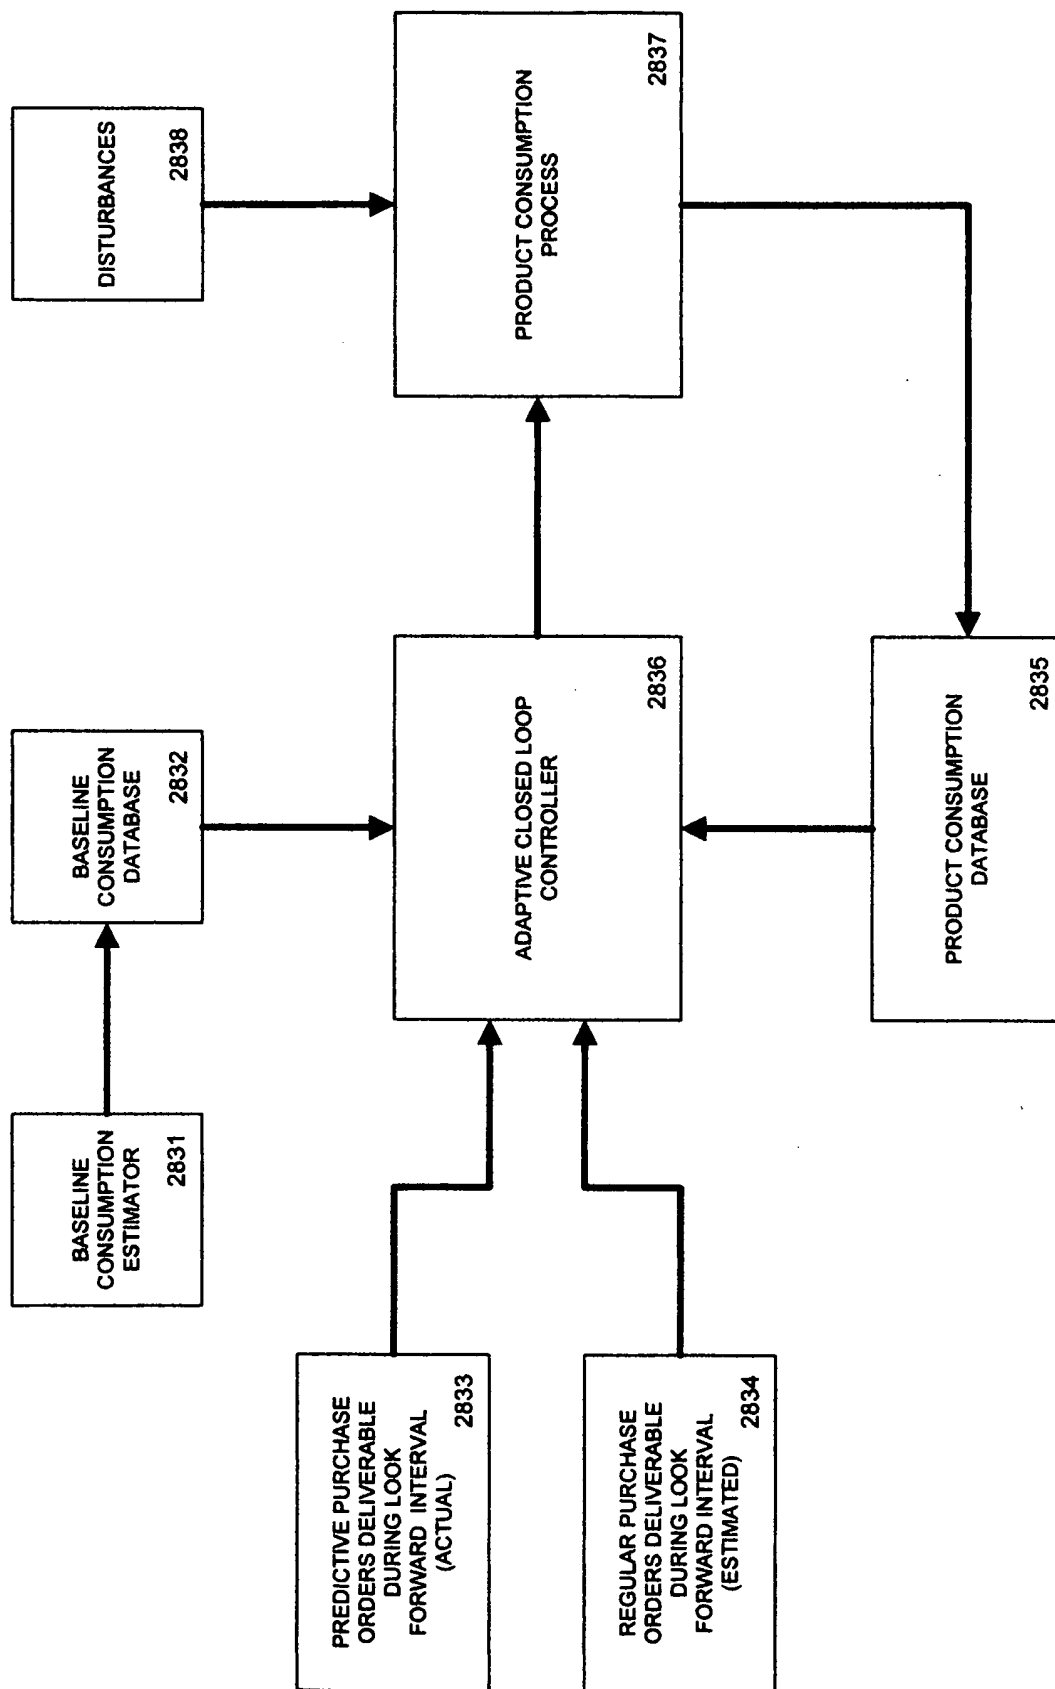 BASELINE
CONSUMPTION
ESTIMATOR
2831
BASELINE
CONSUMPTION
DATABASE
2832
DISTURBANCES
2838
PREDICTIVE PURCHASE
ORDERS DELIVERABLE
DURING LOOK
FORWARD INTERVAL
(ACTUAL)
2833
REGULAR PURCHASE
ORDERS DELIVERABLE
DURING LOOK
FORWARD INTERVAL
(ESTIMATED)
2834
ADAPTIVE CLOSED LOOP
CONTROLLER
2836
PRODUCT CONSUMPTION
PROCESS
2837
PRODUCT CONSUMPTION
DATABASE
2835